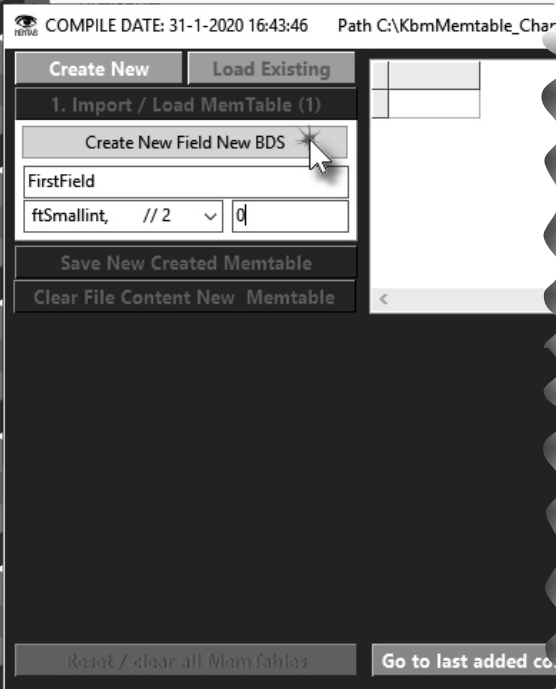 MEMTAB COMPILE DATE: 31-1-2020 16:43:46 Path C:\KbmMemtable_Char
Create New Load Existing
1. Import / Load MemTable (1)
Create New Field New BDS
FirstField
ftSmallint, // 2 0
Save New Created Memtable
Clear File Content New Memtable
Reset / clear all MemTables
Go to last added co